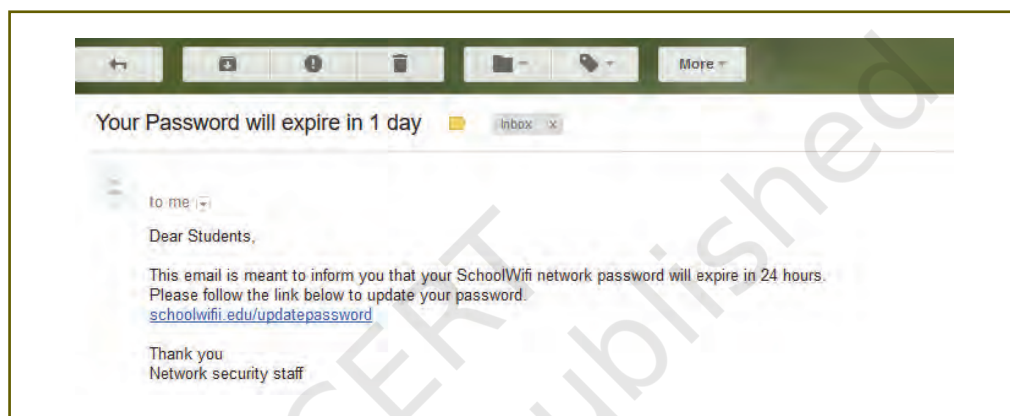 More
Your Password will expire in 1 day
Inbox x
to me
Dear Students,
This email is meant to inform you that your SchoolWifi network password will expire in 24 hours.
Please follow the link below to update your password.
schoolwifii.edu/updatepassword
Thank you
Network security staff